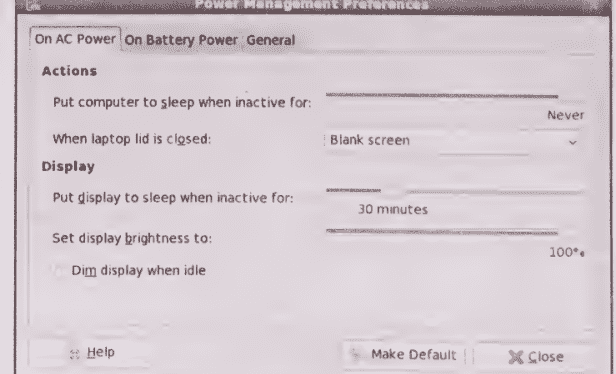 Power Management Preferences
On AC Power On Battery Power General
Actions
Put computer to sleep when inactive for:
Never
When laptop lid is closed: Blank screen
Display
Put display to sleep when inactive for:
30 minutes
Set display brightness to:
100%
Dim display when idle
Help Make Default Close